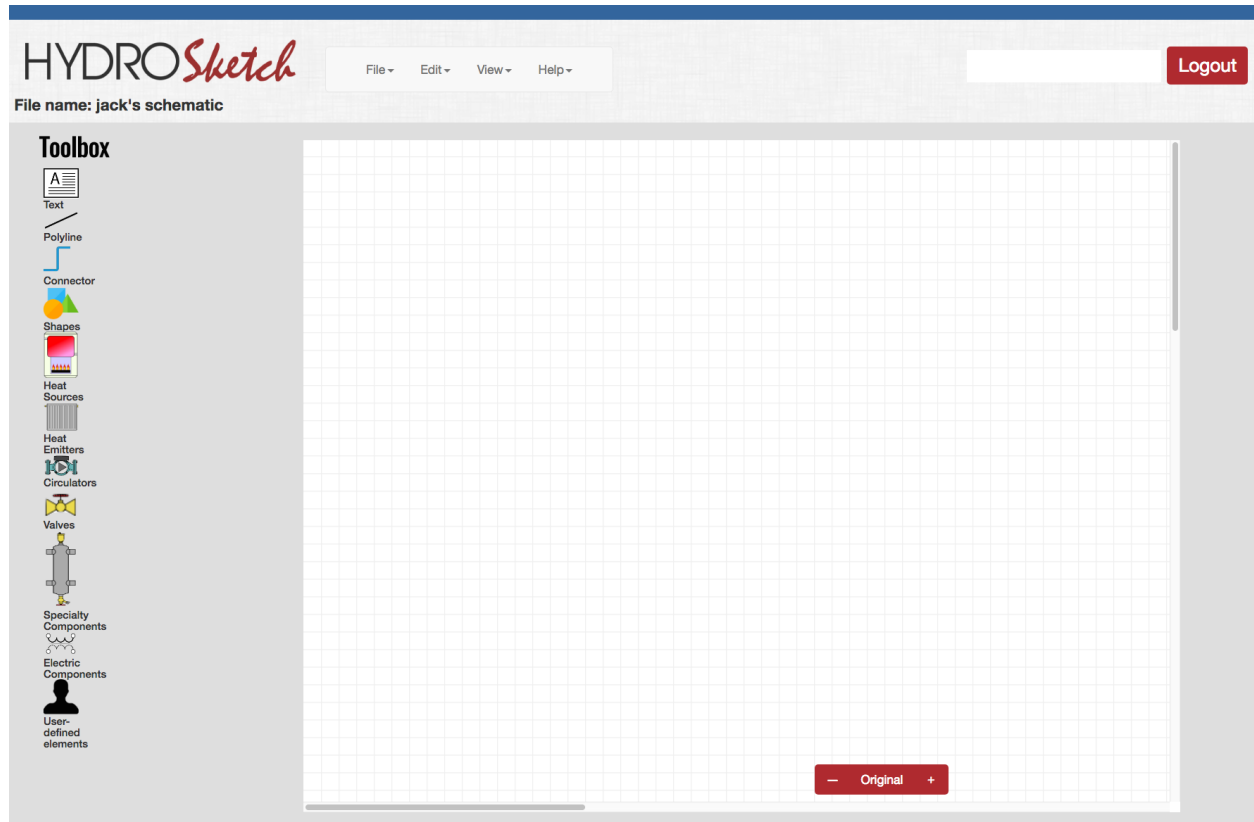 HYDROSketch
File
Edit
View
Help
Logout
File name: jack's schematic
Toolbox
A
Text
Polyline
Connector
Shapes
Heat
Sources
Heat
Emitters
Circulators
Valves
Specialty
Components
Electric
Components
User-
defined
elements
— Original +